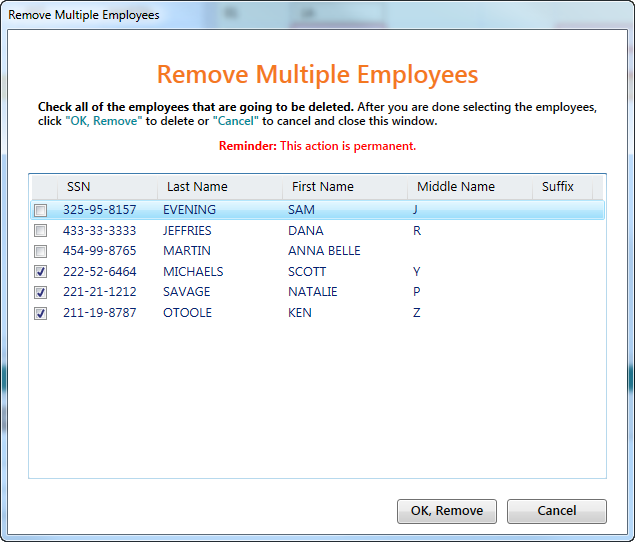 Remove Multiple Employees
Remove Multiple Employees
Check all of the employees that are going to be deleted. After you are done selecting the employees,
click "OK, Remove" to delete or "Cancel" to cancel and close this window.
Reminder: This action is permanent.
SSN Last Name First Name Middle Name Suffix
325-95-8157 EVENING SAM J
433-33-3333 JEFFRIES DANA R
454-99-8765 MARTIN ANNA BELLE
222-52-6464 MICHAELS SCOTT Y
221-21-1212 SAVAGE NATALIE P
211-19-8787 OTOOLE KEN Z
OK, Remove Cancel